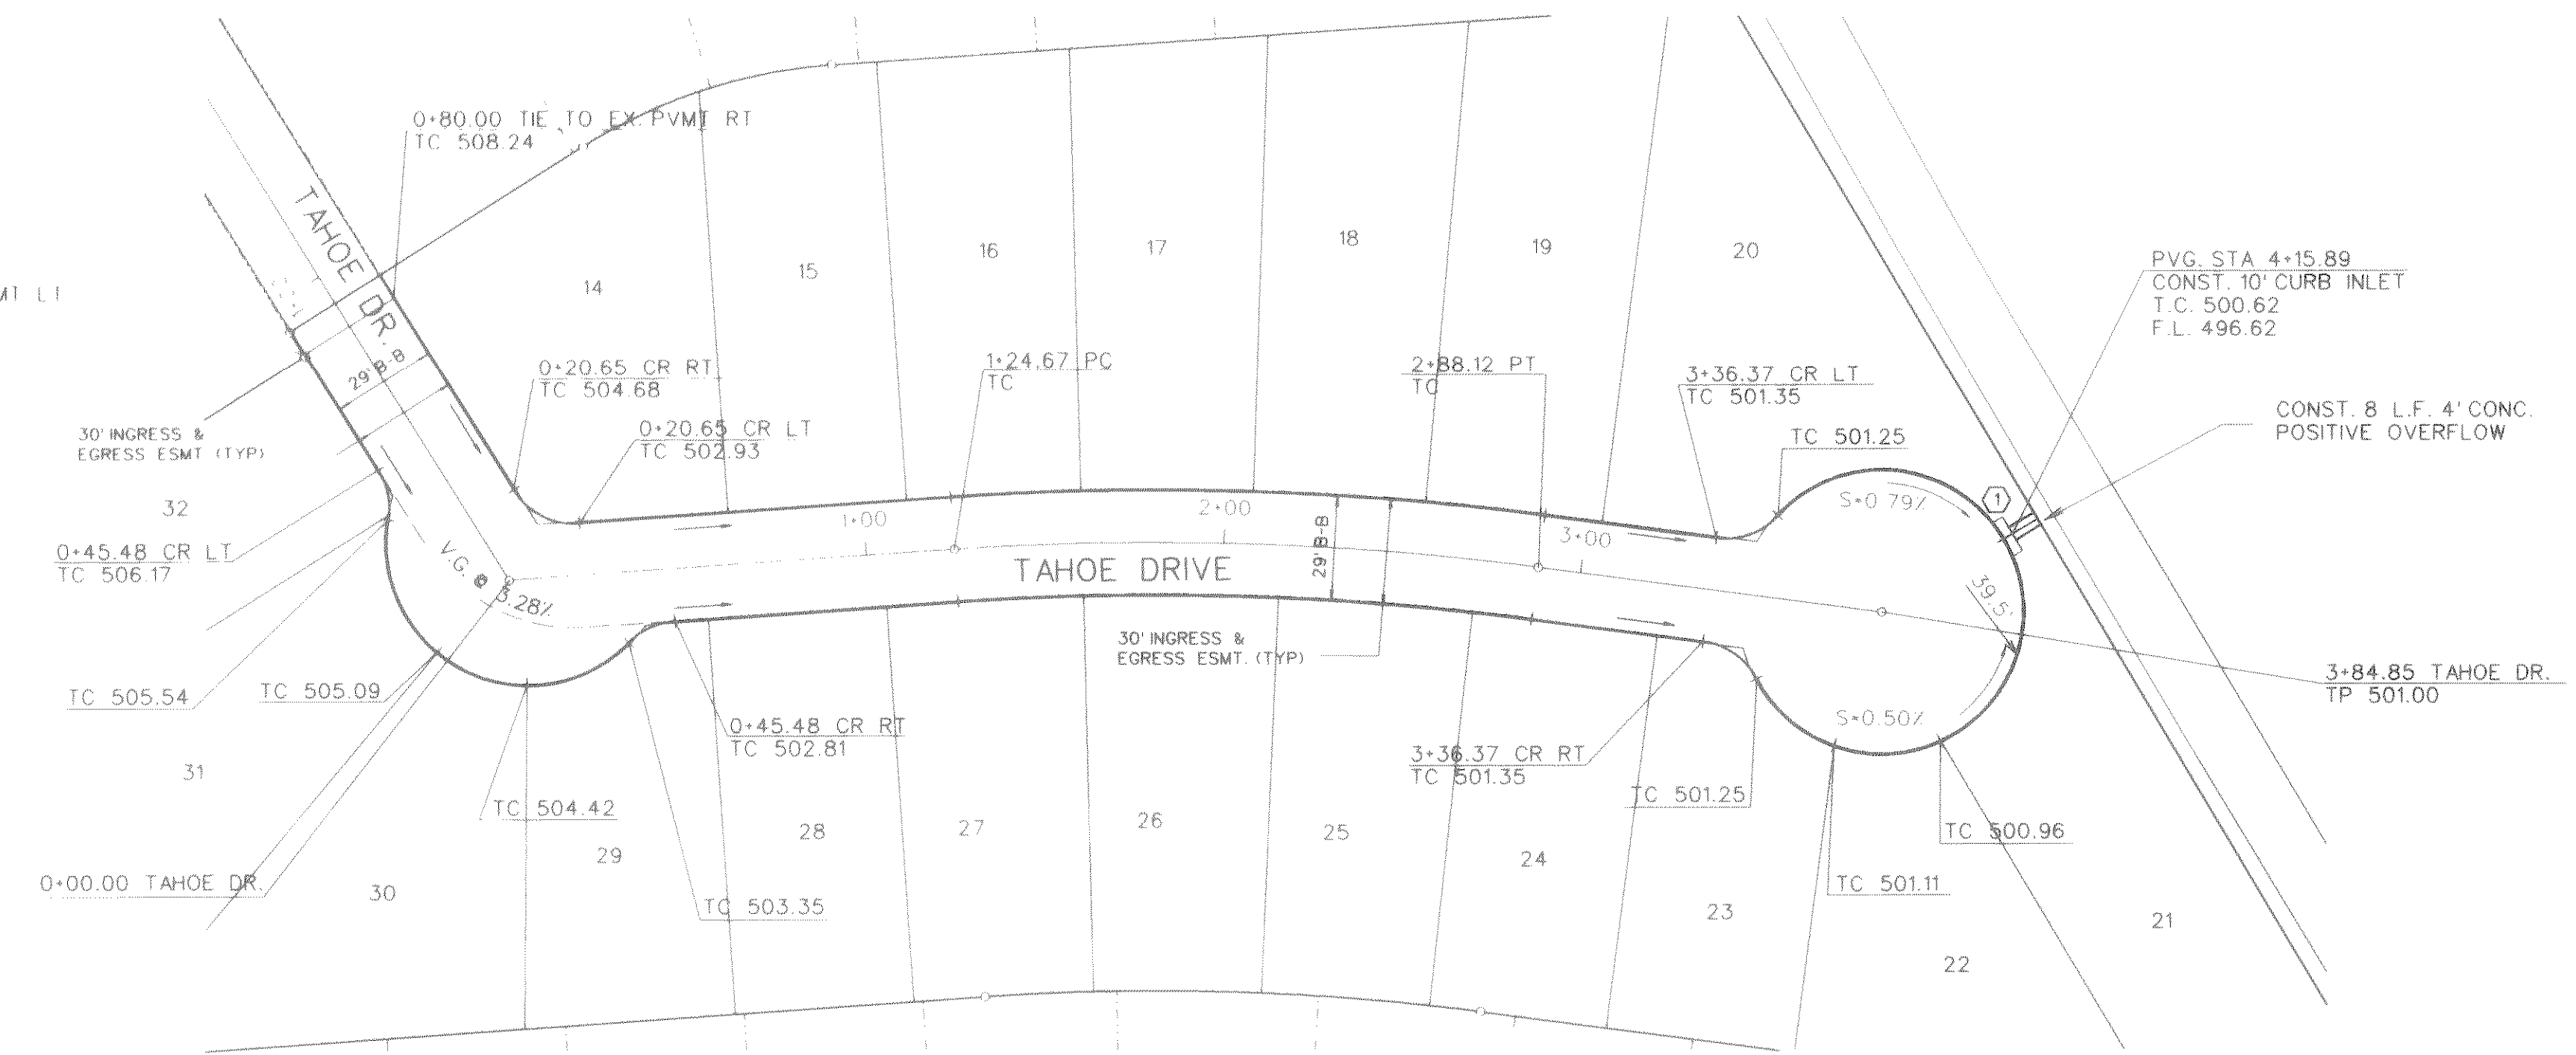 0+80.00 TIE TO EX. PVMT RT
TC 508.24
TAHOE DR.
MT LT
29' B-B
30' INGRESS &
EGRESS ESMT (TYP)
0+20.65 CR RT
TC 504.68
0+20.65 CR LT
TC 502.93
1+24.67 PC
TC
2+88.12 PT
TC
3+36.37 CR LT
TC 501.35
TC 501.25
PVG. STA 4+15.89
CONST. 10' CURB INLET
T.C. 500.62
F.L. 496.62
CONST. 8 L.F. 4' CONC.
POSITIVE OVERFLOW
14
15
16
17
18
19
20
32
0+45.48 CR LT
TC 506.17
V.G. @ 3.28%
1+00
2+00
3+00
TAHOE DRIVE
29' B-B
30' INGRESS &
EGRESS ESMT. (TYP)
S=0.79%
1
39.5'
S=0.50%
3+84.85 TAHOE DR.
TP 501.00
TC 505.54
TC 505.09
0+45.48 CR RT
TC 502.81
3+36.37 CR RT
TC 501.35
TC 501.25
TC 504.42
TC 503.35
TC 500.96
TC 501.11
0+00.00 TAHOE DR.
31
30
29
28
27
26
25
24
23
22
21